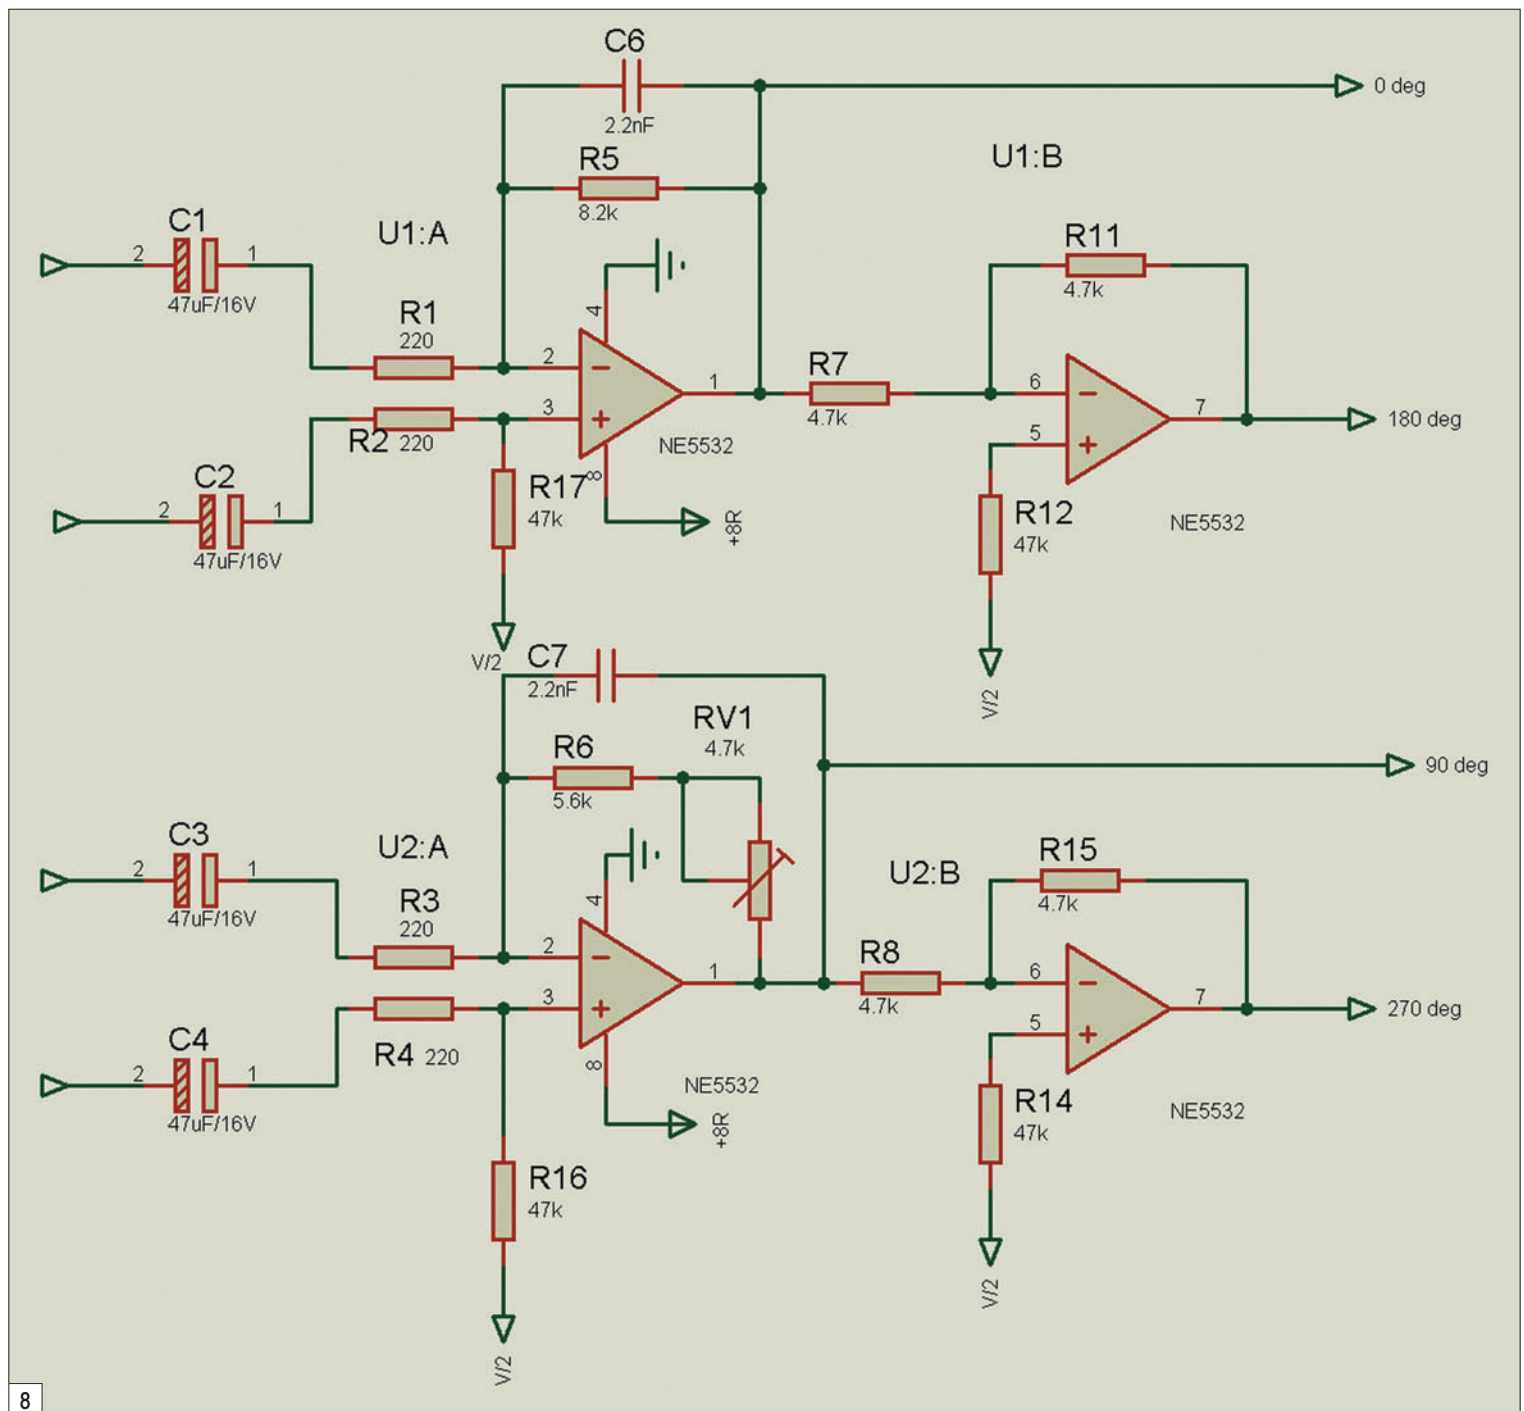 C6
2.2nF
0 deg
R5
8.2k
U1:B
C1
2 1
47uF/16V
U1:A
R11
4.7k
R1
220
4
2
3
1
R7
4.7k
6
5
7
180 deg
R2 220
NE5532
C2
2 1
47uF/16V
R17
47k
8
+8R
R12
47k
NE5532
V/2
V/2
C7
2.2nF
RV1
4.7k
R6
5.6k
90 deg
C3
2 1
47uF/16V
U2:A
R3
220
4
2
3
1
U2:B
R15
4.7k
R8
4.7k
6
5
7
270 deg
C4
2 1
47uF/16V
R4 220
8
NE5532
+8R
R14
47k
NE5532
R16
47k
V/2
V/2
8